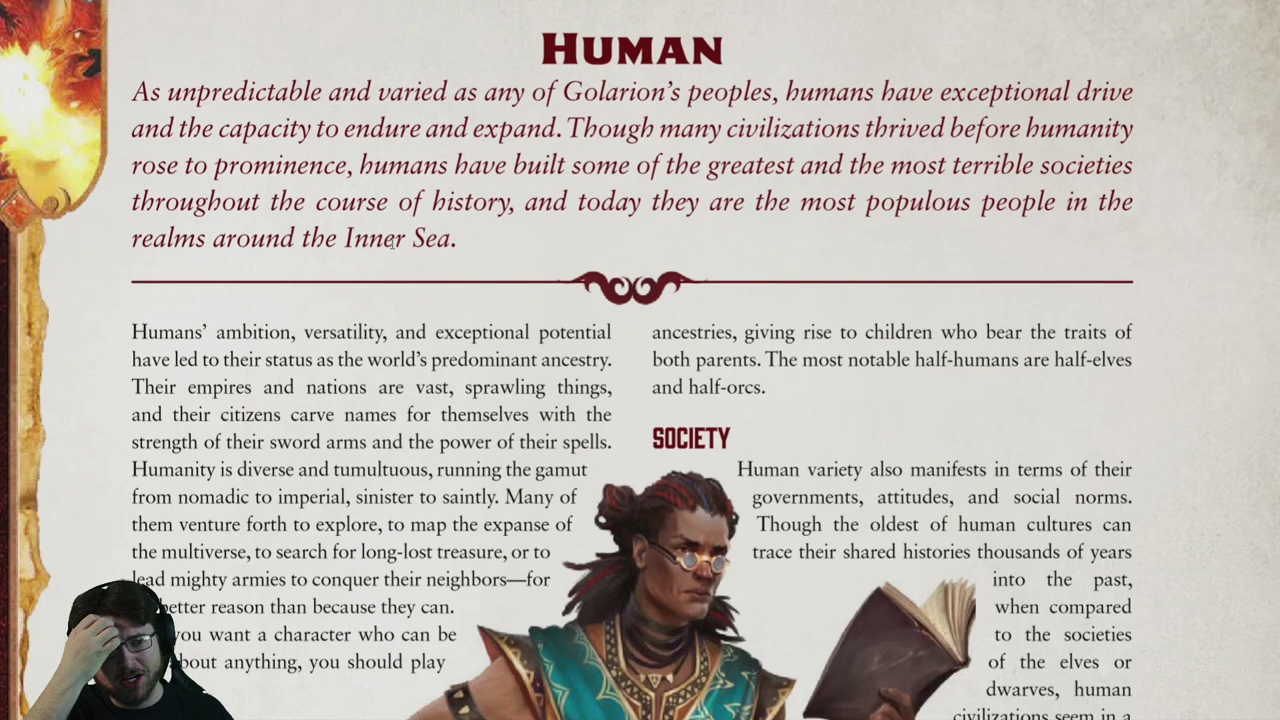 HUMAN
As unpredictable and varied as any of Golarion's peoples, humans have exceptional drive
and the capacity to endure and expand. Though many civilizations thrived before humanity
rose to prominence, humans have built some of the greatest and the most terrible societies
throughout the course of history, and today they are the most populous people in the
realms around the Inner Sea.
Humans' ambition, versatility, and exceptional potential
have led to their status as the world's predominant ancestry.
Their empires and nations are vast, sprawling things,
and their citizens carve names for themselves with the
strength of their sword arms and the power of their spells.
Humanity is diverse and tumultuous, running the gamut
from nomadic to imperial, sinister to saintly. Many of
them venture forth to explore, to map the expanse of
the multiverse, to search for long-lost treasure, or to
lead mighty armies to conquer their neighbors—for
better reason than because they can.
you want a character who can be
about anything, you should play
ancestries, giving rise to children who bear the traits of
both parents. The most notable half-humans are half-elves
and half-orcs.
SOCIETY
Human variety also manifests in terms of their
governments, attitudes, and social norms.
Though the oldest of human cultures can
trace their shared histories thousands of years
into the past,
when compared
to the societies
of the elves or
dwarves, human
civilizations seem in a